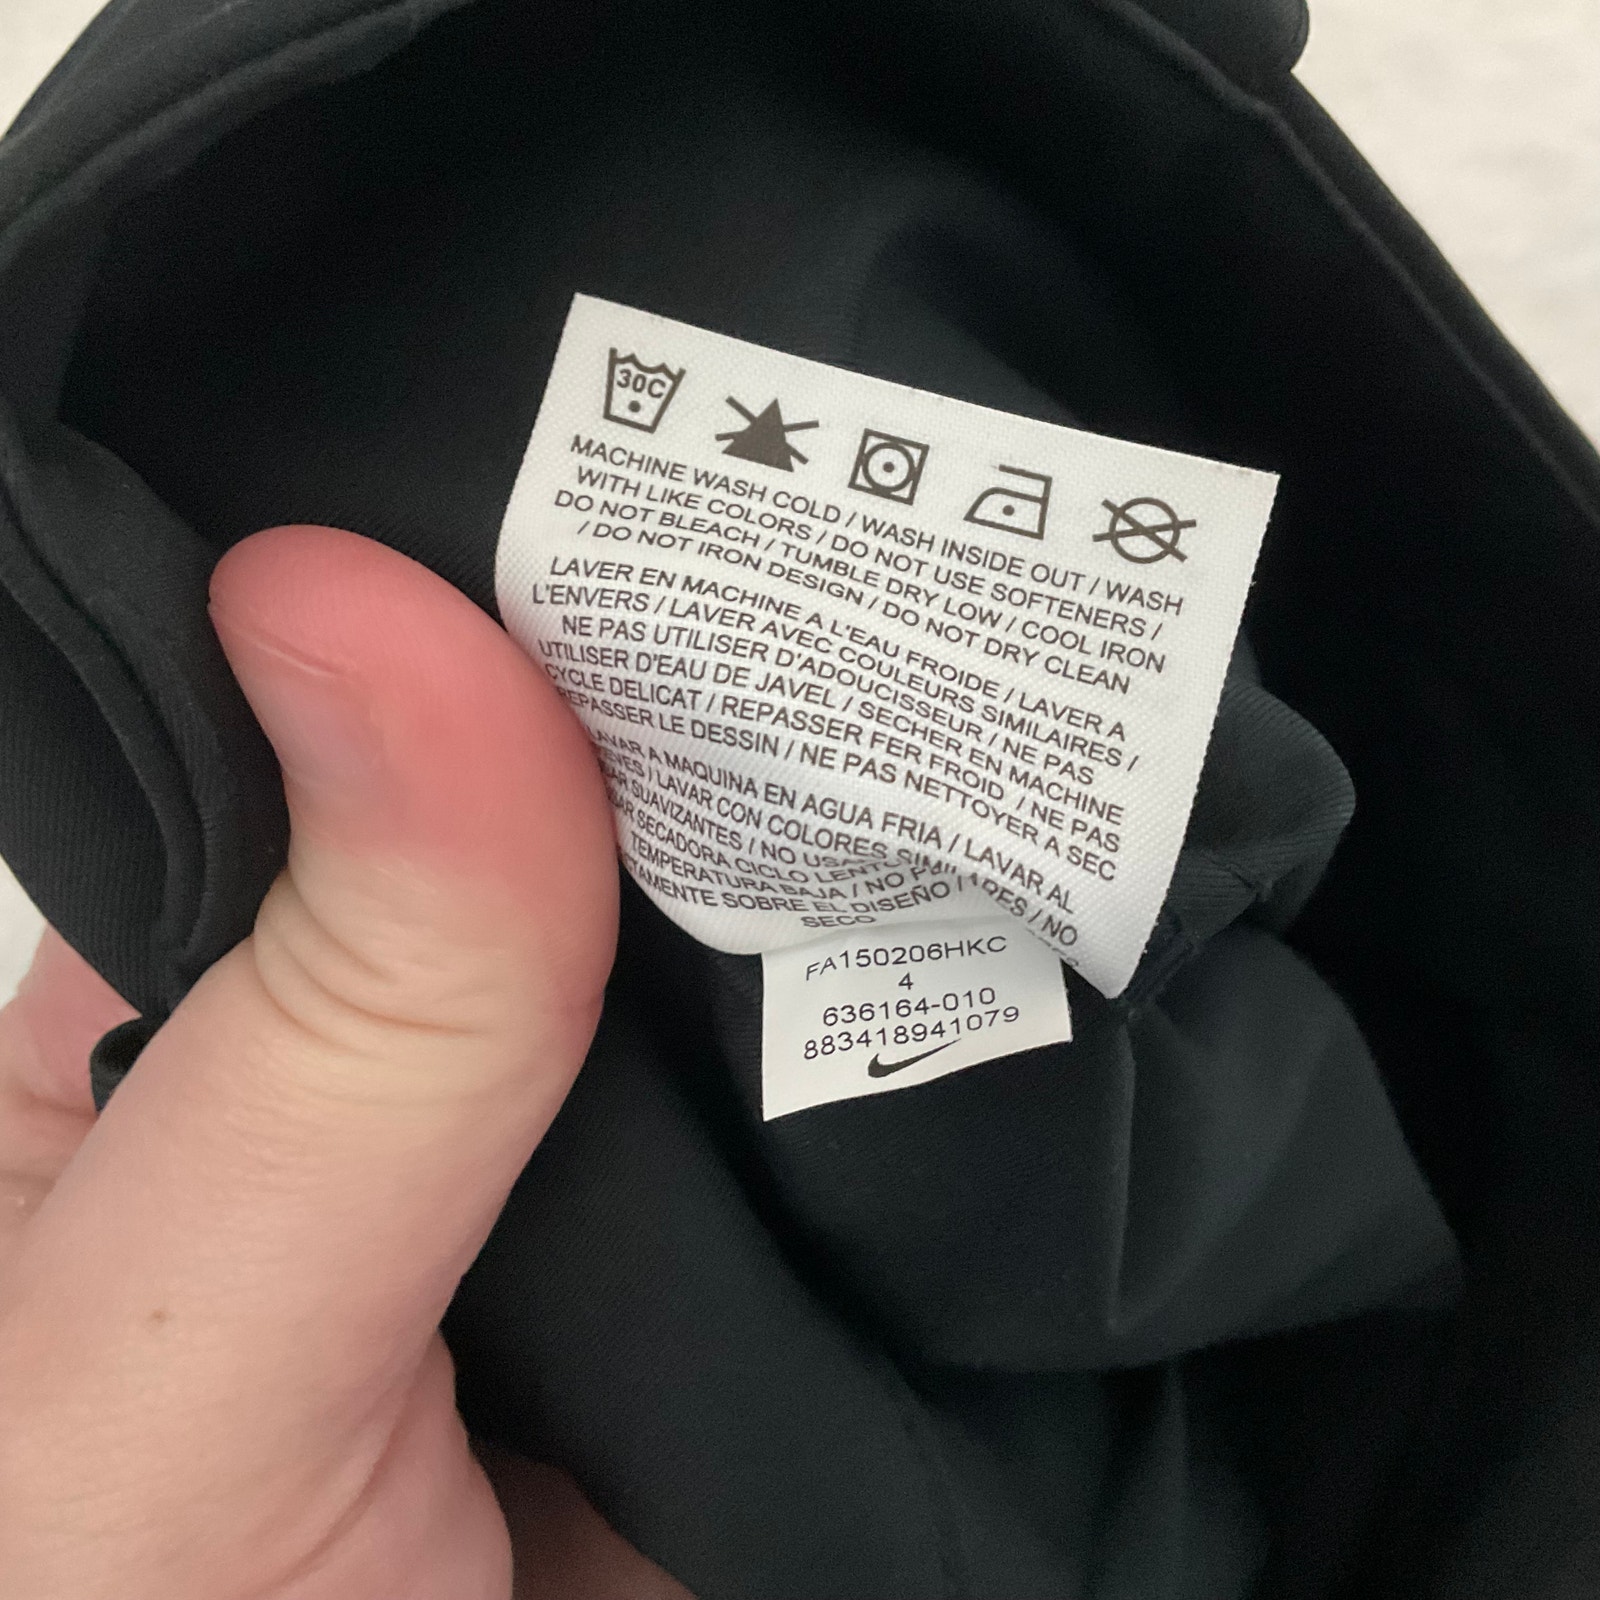 30C
MACHINE WASH COLD / WASH INSIDE OUT / WASH
WITH LIKE COLORS / DO NOT USE SOFTENERS /
DO NOT BLEACH / TUMBLE DRY LOW / COOL IRON
/ DO NOT IRON DESIGN / DO NOT DRY CLEAN
LAVER EN MACHINE A L'EAU FROIDE / LAVER A
L'ENVERS / LAVER AVEC COULEURS SIMILAIRES /
NE PAS UTILISER D'ADOUCISSEUR / NE PAS
UTILISER D'EAU DE JAVEL / SECHER EN MACHINE
CYCLE DELICAT / REPASSER FER FROID / NE PAS
REPASSER LE DESSIN / NE PAS NETTOYER A SEC
LAVAR A MAQUINA EN AGUA FRIA / LAVAR AL
/ LAVAR CON COLORES SIMILARES / NO
SUAVIZANTES / NO
SECADORA CICLO LENTO
TEMPERATURA BAJA / NO
SOBRE EL DISEÑO /
SECO
FA150206HKC
4
636164-010
883418941079